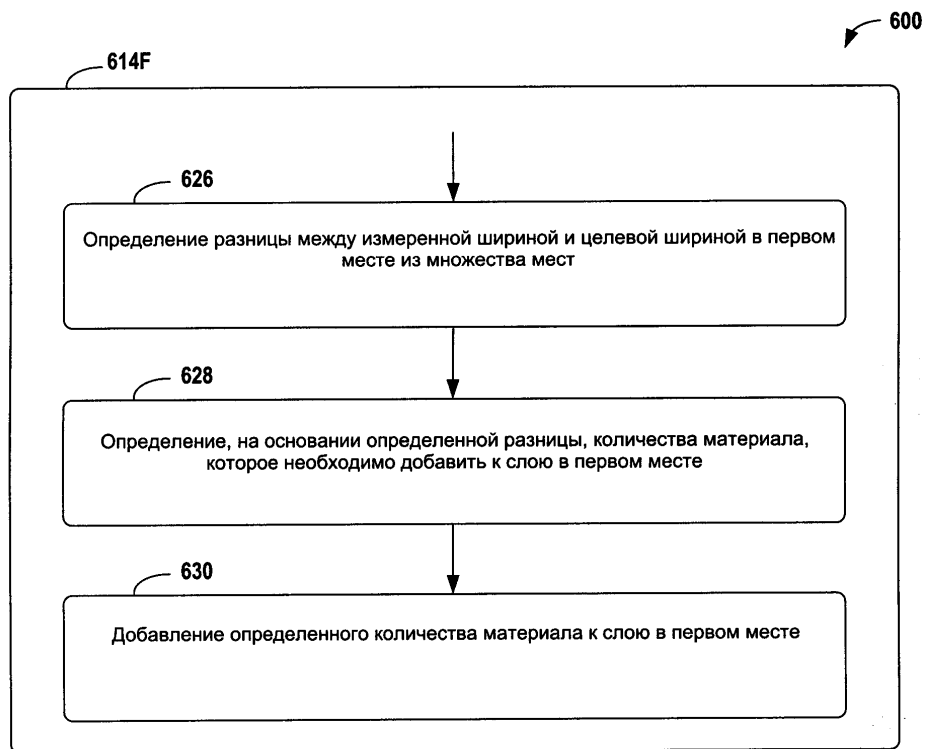 600
614F
626
Определение разницы между измеренной шириной и целевой шириной в первом
месте из множества мест
628
Определение, на основании определенной разницы, количества материала,
которое необходимо добавить к слою в первом месте
630
Добавление определенного количества материала к слою в первом месте